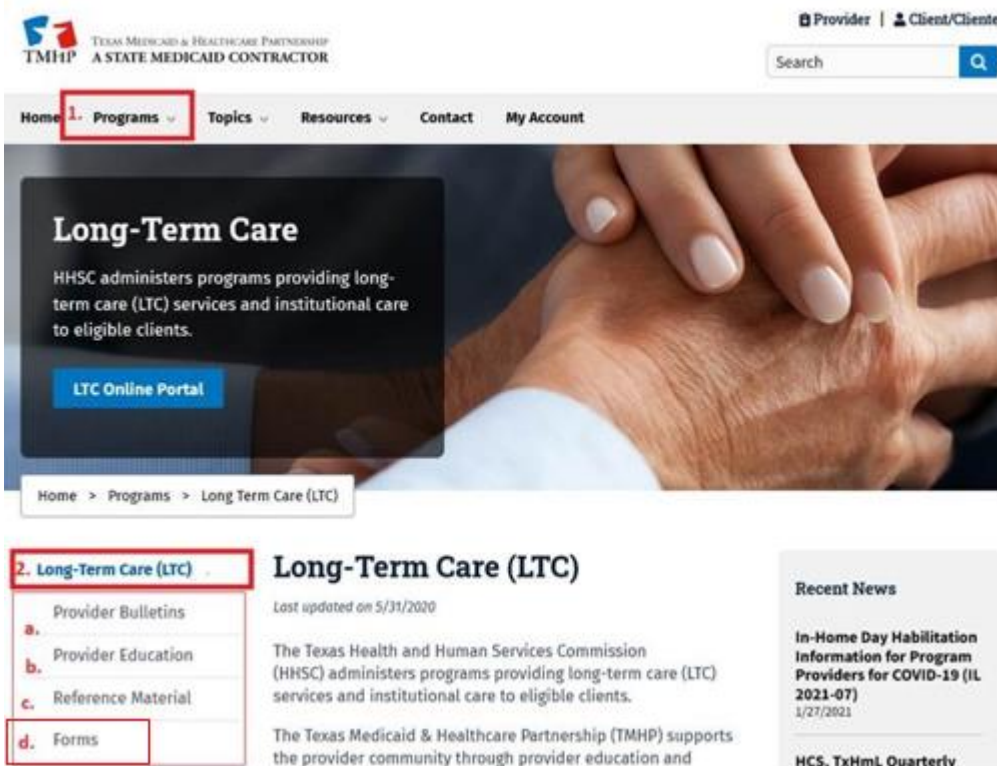 Provider | Client/Cliente
TMHP
TEXAS MEDICAID & HEALTHCARE PARTNERSHIP
A STATE MEDICAID CONTRACTOR
Search
Home 1. Programs Topics Resources Contact My Account
Long-Term Care
HHSC administers programs providing long-
term care (LTC) services and institutional care
to eligible clients.
LTC Online Portal
Home > Programs > Long Term Care (LTC)
2. Long-Term Care (LTC)
a. Provider Bulletins
b. Provider Education
c. Reference Material
d. Forms
Long-Term Care (LTC)
Last updated on 5/31/2020
The Texas Health and Human Services Commission
(HHSC) administers programs providing long-term care (LTC)
services and institutional care to eligible clients.
The Texas Medicaid & Healthcare Partnership (TMHP) supports
the provider community through provider education and
Recent News
In-Home Day Habilitation
Information for Program
Providers for COVID-19 (IL
2021-07)
1/27/2021
HCS, TxHmL Quarterly